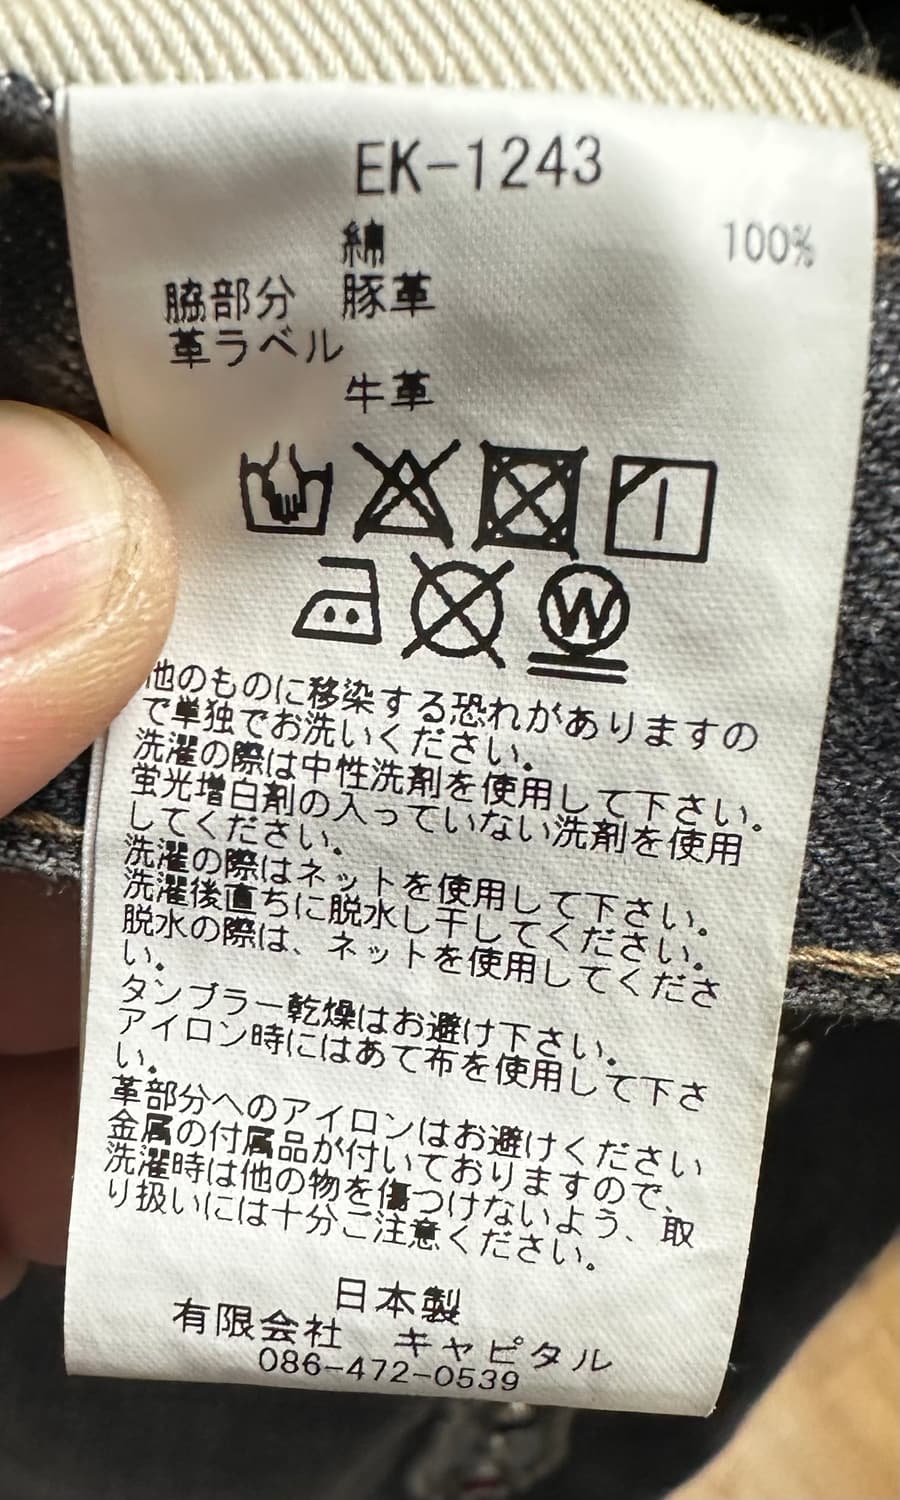 EK-1243
綿 100%
脇部分 豚革
革ラベル
牛革
W
他のものに移染する恐れがありますの
で単独でお洗いください。
洗濯の際は中性洗剤を使用して下さい。
蛍光増白剤の入っていない洗剤を使用
してください。
洗濯の際はネットを使用して下さい。
洗濯後直ちに脱水し干してください。
脱水の際は、ネットを使用してくださ
い。
タンブラー乾燥はお避け下さい。
アイロン時にはあて布を使用して下さ
い。
革部分へのアイロンはお避けください
金属の付属品が付いておりますので、
洗濯時は他の物を傷つけないよう、取
り扱いには十分ご注意ください。
日本製
有限会社 キャピタル
086-472-0539